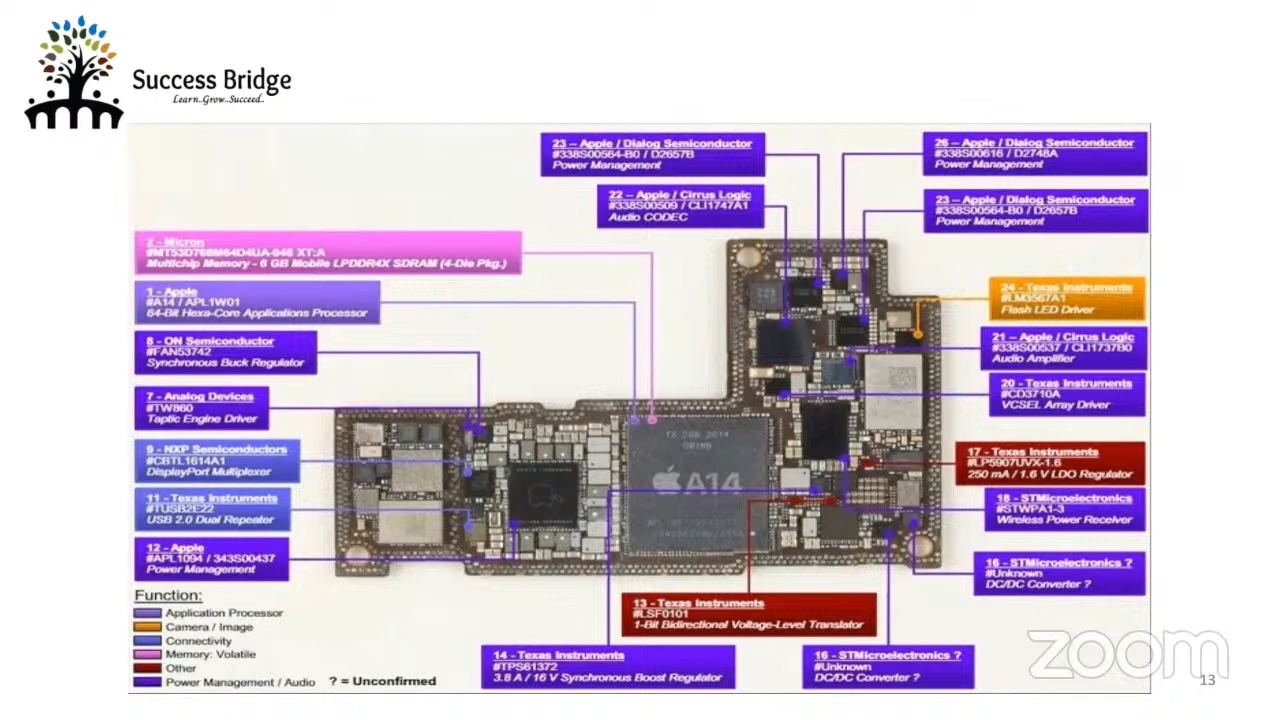 Success Bridge
Learn..Grow..Succeed..
23 – Apple / Dialog Semiconductor
#338S00564-B0 / D2657B
Power Management
26 – Apple / Dialog Semiconductor
#338S00616 / D2748A
Power Management
22 – Apple / Cirrus Logic
#338S00509 / CLI1747A1
Audio CODEC
23 – Apple / Dialog Semiconductor
#338S00564-B0 / D2657B
Power Management
2 - Micron
#MT53D768M64D4UA-046 XT:A
Multichip Memory - 6 GB Mobile LPDDR4X SDRAM (4-Die Pkg.)
1 - Apple
#A14 / APL1W01
64-Bit Hexa-Core Applications Processor
24 - Texas Instruments
#LM3567A1
Flash LED Driver
8 - ON Semiconductor
#FAN53742
Synchronous Buck Regulator
21 – Apple / Cirrus Logic
#338S00537 / CLI1737B0
Audio Amplifier
7 - Analog Devices
#TW860
Taptic Engine Driver
20 - Texas Instruments
#CD3710A
VCSEL Array Driver
9 - NXP Semiconductors
#CBTL1614A1
DisplayPort Multiplexer
17 - Texas Instruments
#LP5907UVX-1.6
250 mA / 1.6 V LDO Regulator
11 - Texas Instruments
#TUSB2E22
USB 2.0 Dual Repeater
A14
18 - STMicroelectronics
#STWPA1-3
Wireless Power Receiver
12 - Apple
#APL1094 / 343S00437
Power Management
16 - STMicroelectronics ?
#Unknown
DC/DC Converter ?
13 - Texas Instruments
#LSF0101
1-Bit Bidirectional Voltage-Level Translator
14 - Texas Instruments
#TPS61372
3.8 A / 16 V Synchronous Boost Regulator
16 - STMicroelectronics ?
#Unknown
DC/DC Converter ?
Function:
Application Processor
Camera / Image
Connectivity
Memory: Volatile
Other
Power Management / Audio
? = Unconfirmed
zoom
13